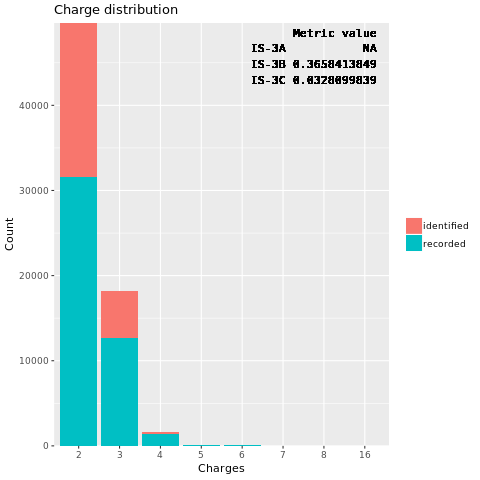 Charge distribution
Metric value
IS-3A NA
IS-3B 0.3658413849
IS-3C 0.0328099839
Count
40000
30000
20000
10000
0
2 3 4 5 6 7 8 16
Charges
identified
recorded